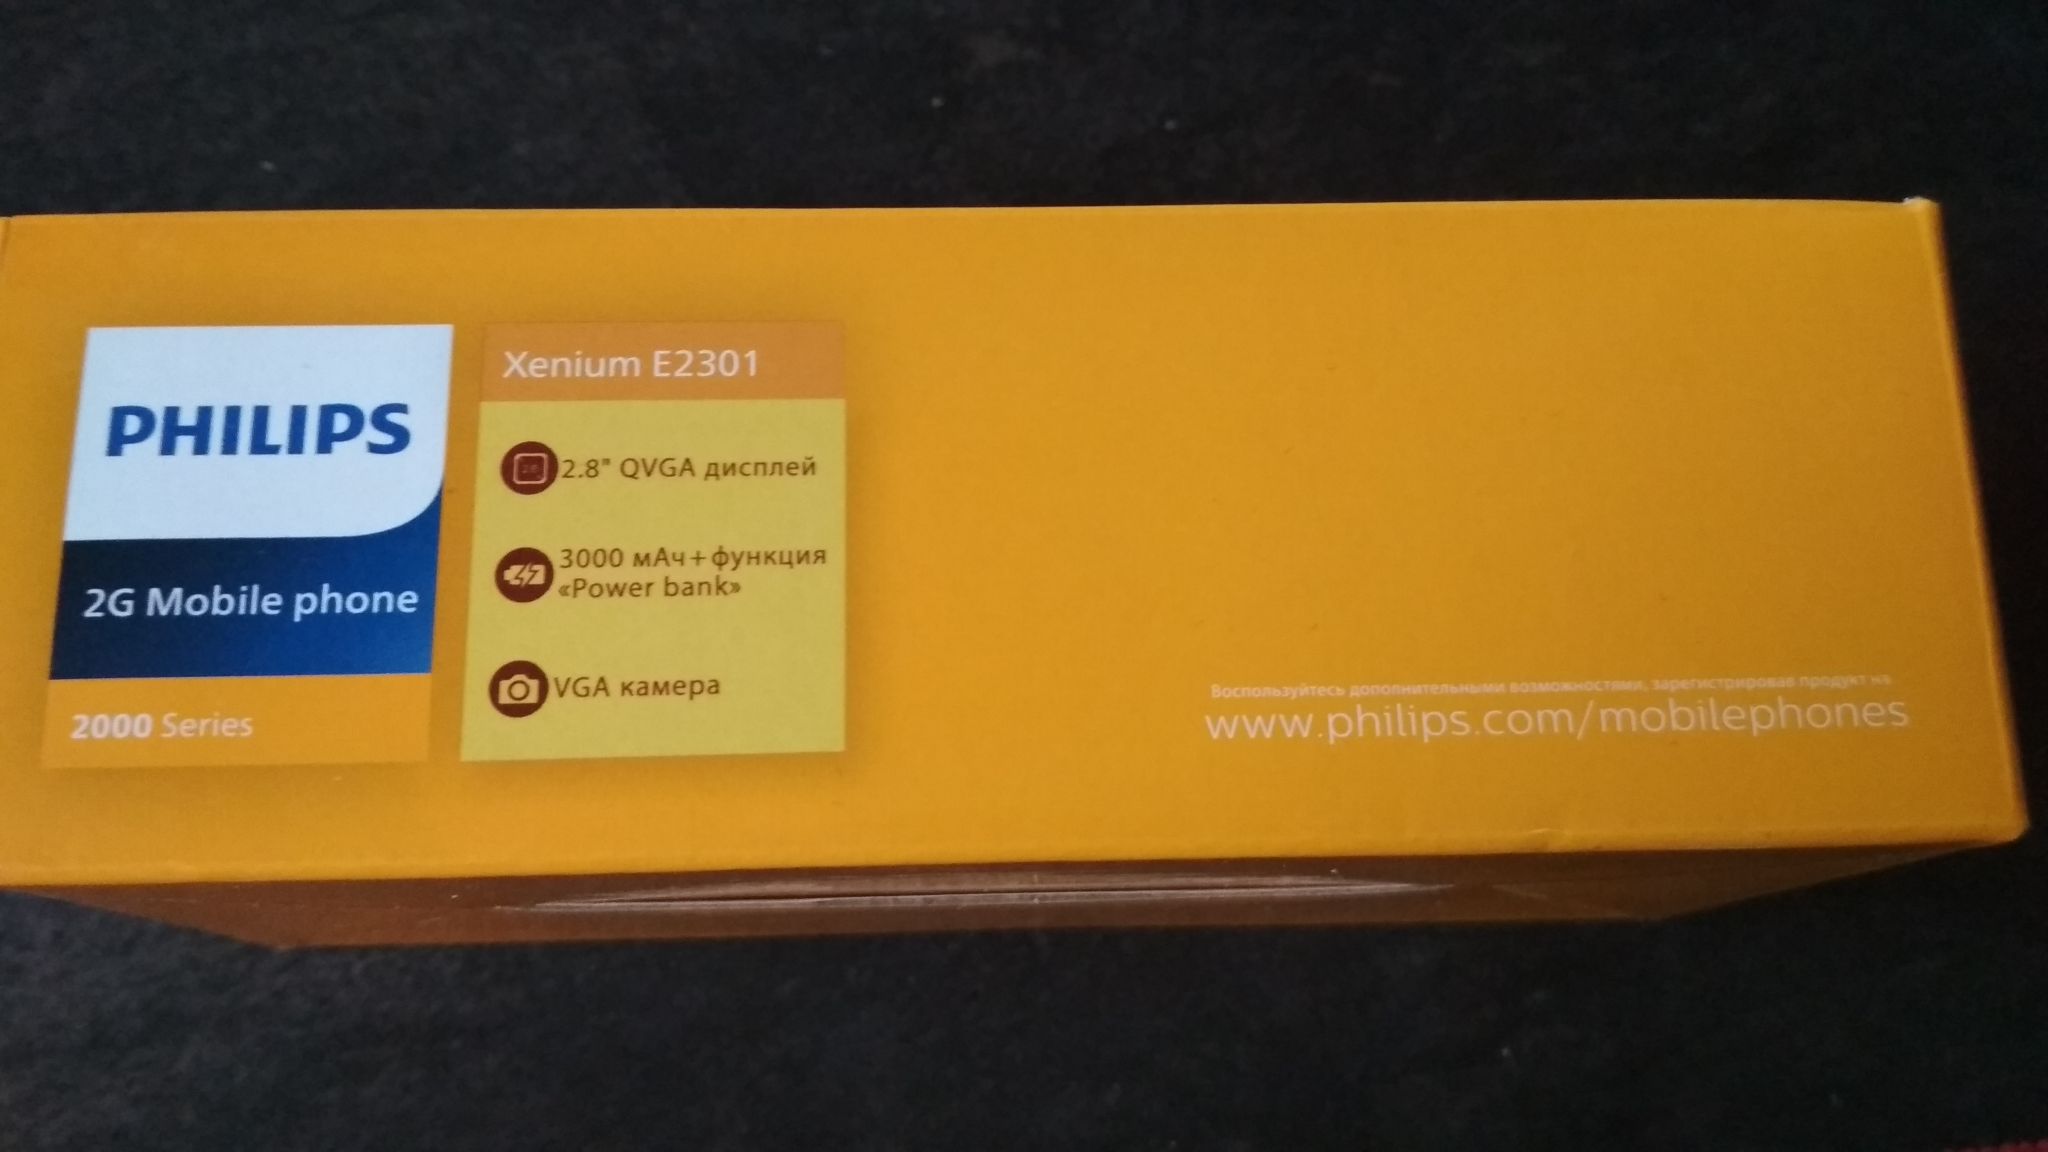 PHILIPS
2G Mobile phone
2000 Series
Xenium E2301
2.8" QVGA дисплей
3000 мАч+функция
«Power bank»
VGA камера
Воспользуйтесь дополнительными возможностями, зарегистрировав продукт на
www.philips.com/mobilephones